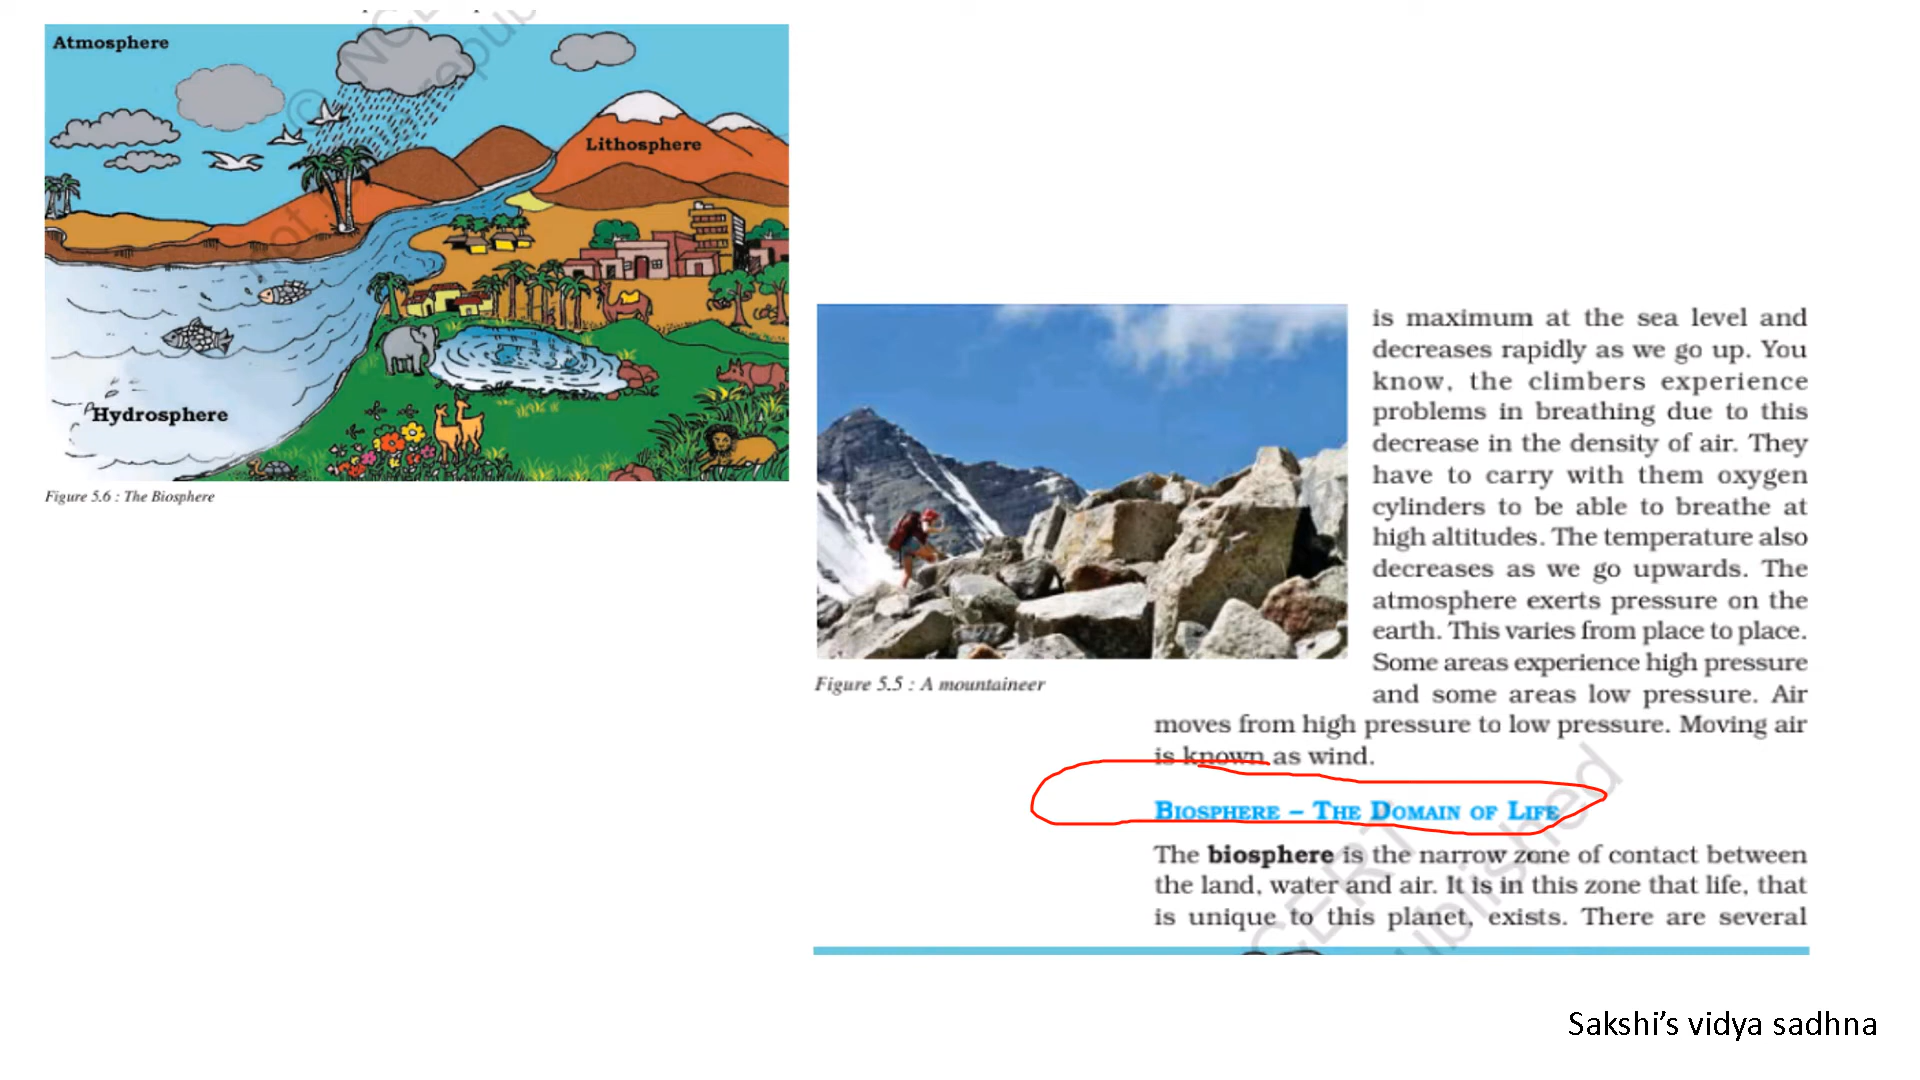 Atmosphere
Lithosphere
Hydrosphere
Figure 5.6 : The Biosphere
is maximum at the sea level and
decreases rapidly as we go up. You
know, the climbers experience
problems in breathing due to this
decrease in the density of air. They
have to carry with them oxygen
cylinders to be able to breathe at
high altitudes. The temperature also
decreases as we go upwards. The
atmosphere exerts pressure on the
earth. This varies from place to place.
Some areas experience high pressure
and some areas low pressure. Air
Figure 5.5 : A mountaineer
moves from high pressure to low pressure. Moving air
is known as wind.
BIOSPHERE – THE DOMAIN OF LIFE
The biosphere is the narrow zone of contact between
the land, water and air. It is in this zone that life, that
is unique to this planet, exists. There are several
Sakshi's vidya sadhna